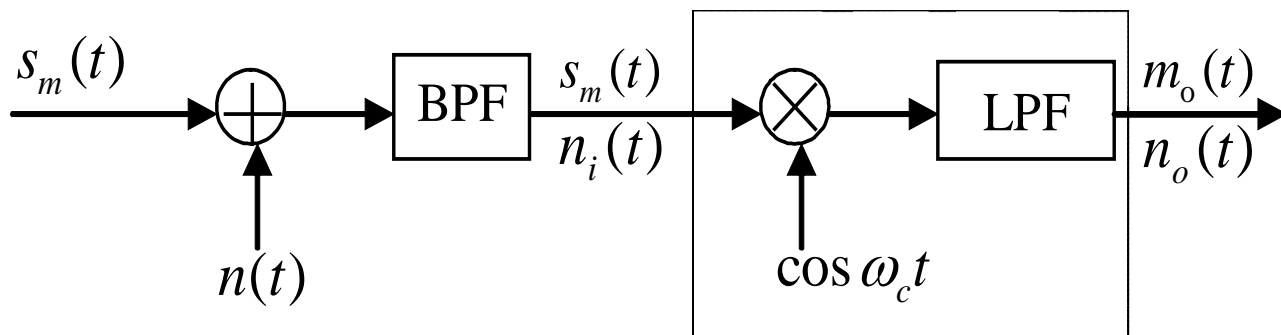 s_m(t)
n(t)
BPF
s_m(t)
n_i(t)
cos ω_c t
LPF
m_o(t)
n_o(t)